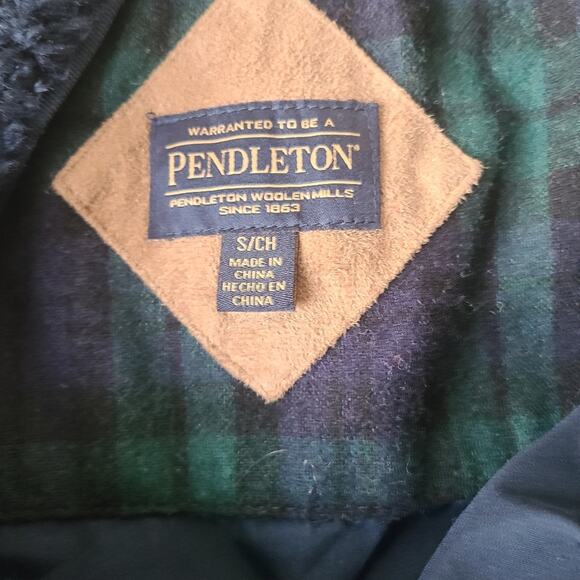 WARRANTED TO BE A
PENDLETON®
PENDLETON WOOLEN MILLS
SINCE 1863
S/CH
MADE IN
CHINA
HECHO EN
CHINA